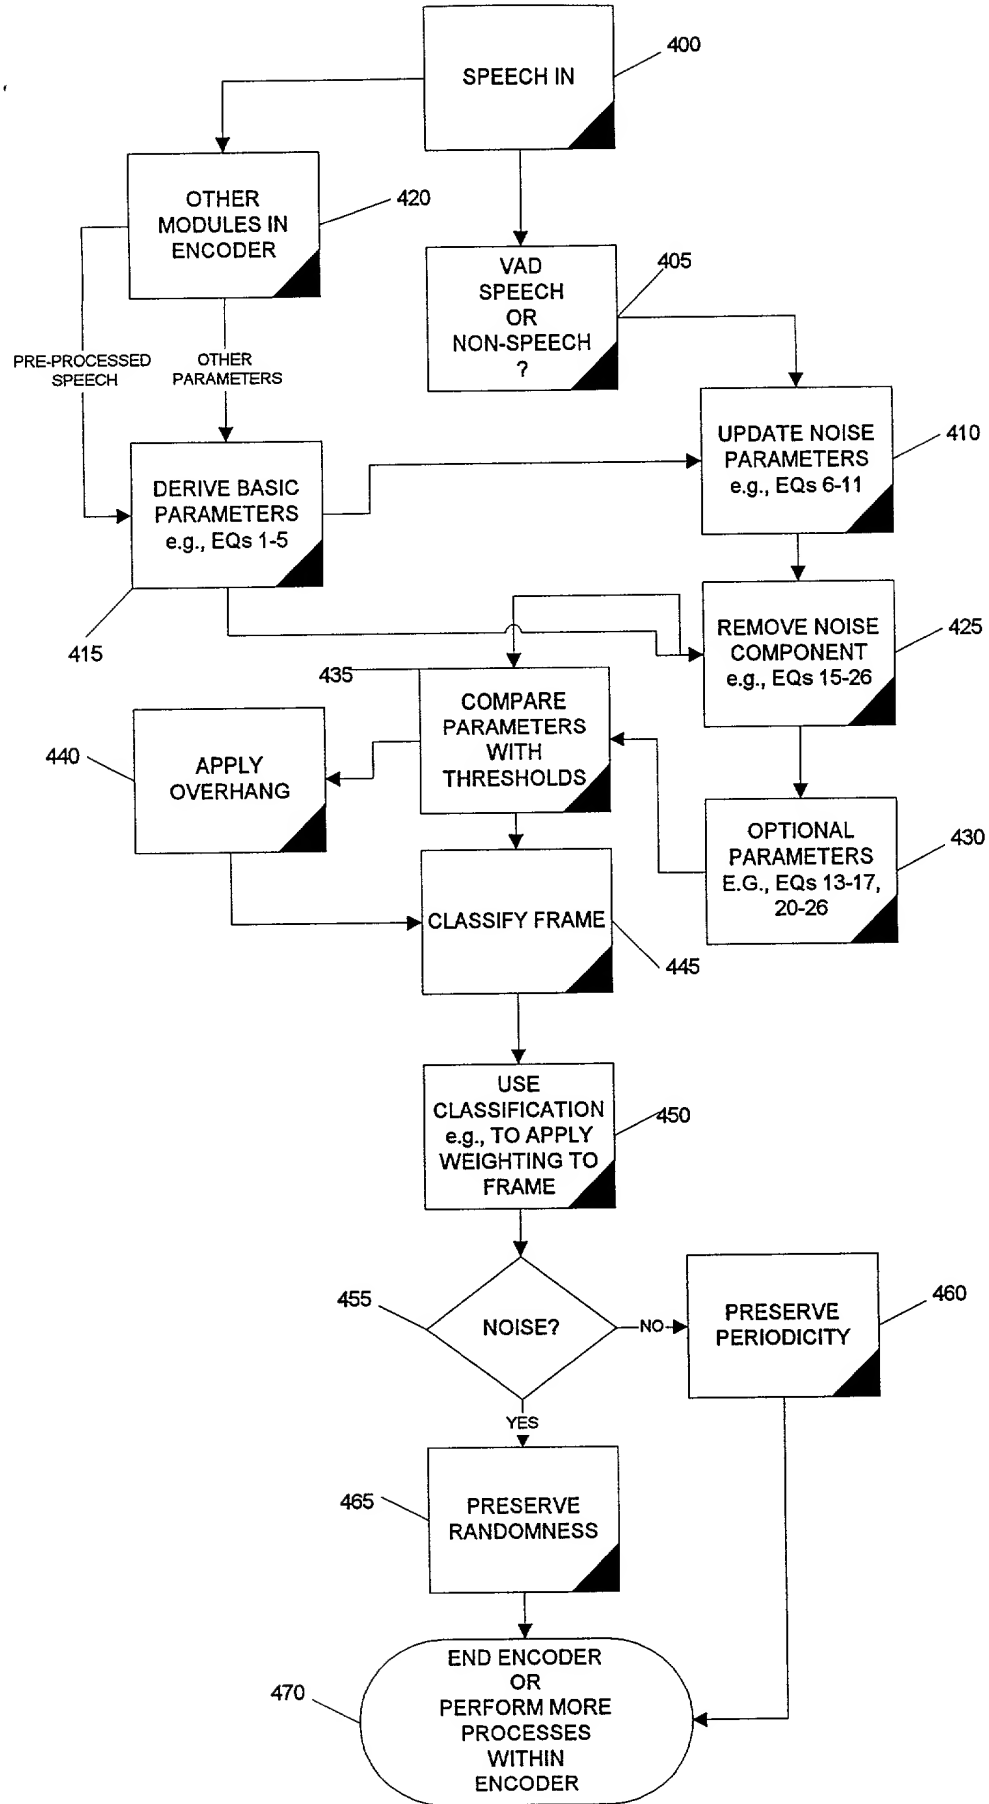 SPEECH IN
400
OTHER
MODULES IN
ENCODER
420
VAD
SPEECH
OR
NON-SPEECH
?
405
PRE-PROCESSED
SPEECH
OTHER
PARAMETERS
UPDATE NOISE
PARAMETERS
e.g., EQs 6-11
410
DERIVE BASIC
PARAMETERS
e.g., EQs 1-5
415
REMOVE NOISE
COMPONENT
e.g., EQs 15-26
425
435
COMPARE
PARAMETERS
WITH
THRESHOLDS
440
APPLY
OVERHANG
OPTIONAL
PARAMETERS
E.G., EQs 13-17,
20-26
430
CLASSIFY FRAME
445
USE
CLASSIFICATION
e.g., TO APPLY
WEIGHTING TO
FRAME
450
455
NOISE?
NO
PRESERVE
PERIODICITY
460
YES
465
PRESERVE
RANDOMNESS
470
END ENCODER
OR
PERFORM MORE
PROCESSES
WITHIN
ENCODER